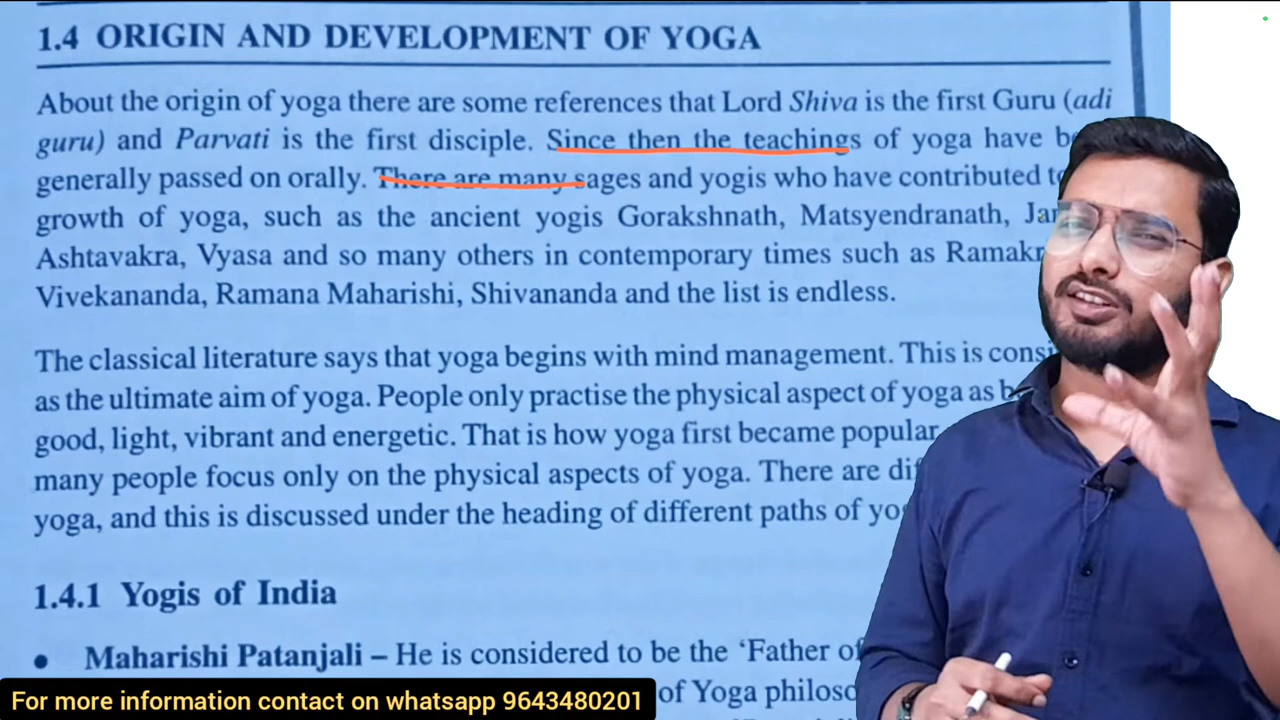 1.4 ORIGIN AND DEVELOPMENT OF YOGA
About the origin of yoga there are some references that Lord Shiva is the first Guru (adi
guru) and Parvati is the first disciple. Since then the teachings of yoga have
generally passed on orally. There are many sages and yogis who have contributed
growth of yoga, such as the ancient yogis Gorakshnath, Matsyendranath,
Ashtavakra, Vyasa and so many others in contemporary times such as
Vivekananda, Ramana Maharishi, Shivananda and the list is endless.
The classical literature says that yoga begins with mind management. This is
as the ultimate aim of yoga. People only practise the physical aspect of yoga as
good, light, vibrant and energetic. That is how yoga first became popular
many people focus only on the physical aspects of yoga. There are
yoga, and this is discussed under the heading of different paths of
1.4.1 Yogis of India
• Maharishi Patanjali – He is considered to be the ‘Father of
of Yoga
For more information contact on whatsapp 9643480201